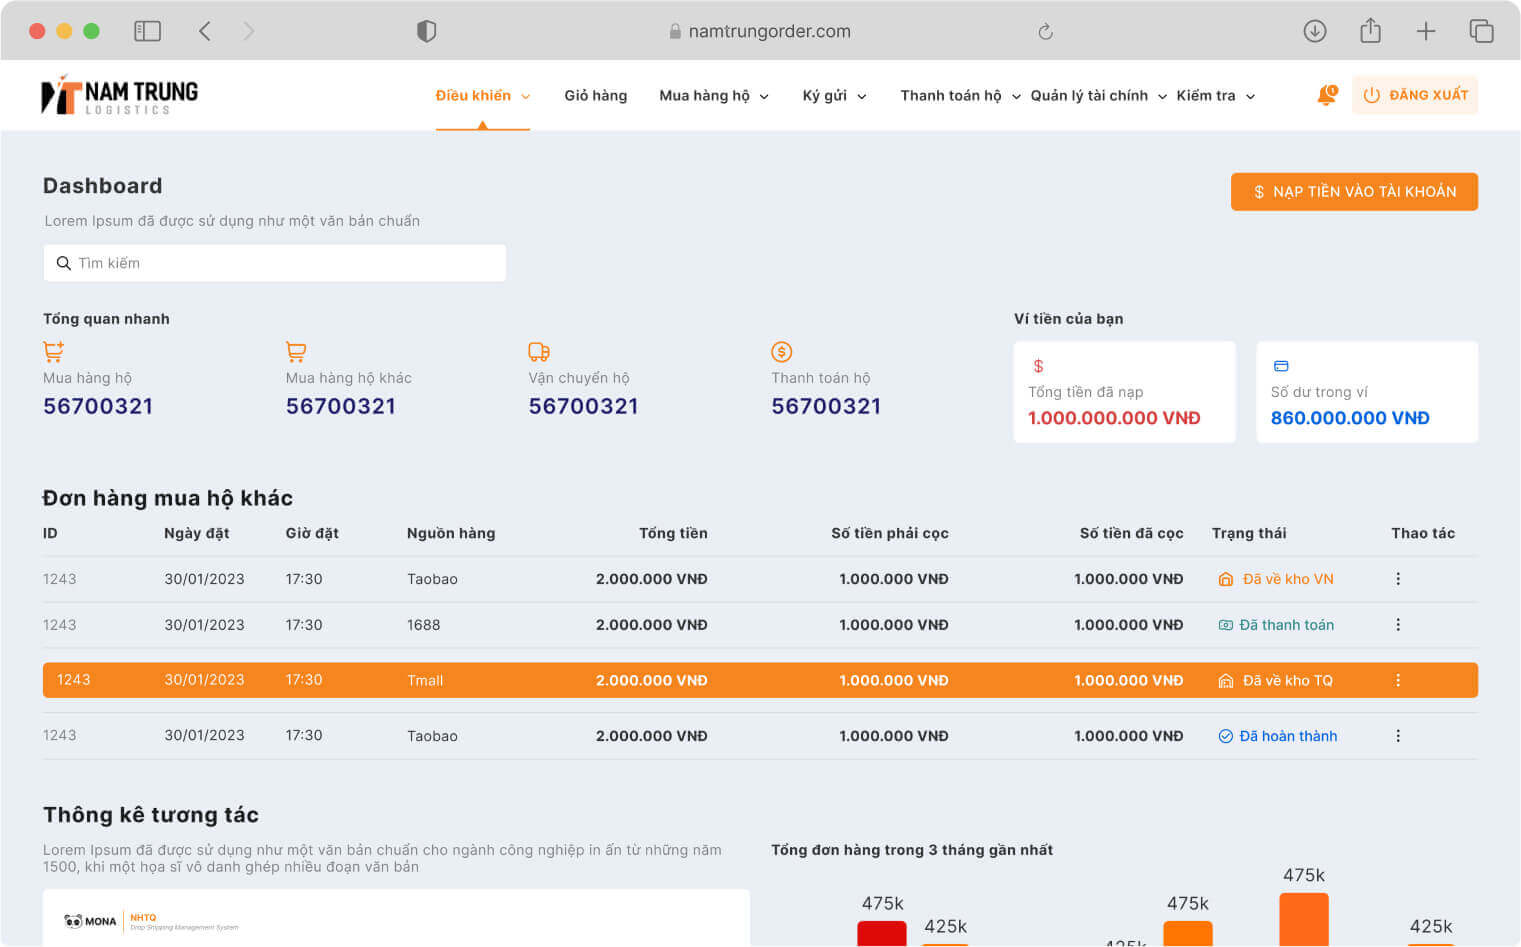 namtrungorder.com
NAM TRUNG
LOGISTICS
Điều khiển
Giỏ hàng
Mua hàng hộ
Ký gửi
Thanh toán hộ
Quản lý tài chính
Kiểm tra
1
ĐĂNG XUẤT
Dashboard
$ NẠP TIỀN VÀO TÀI KHOẢN
Lorem Ipsum đã được sử dụng như một văn bản chuẩn
Tìm kiếm
Tổng quan nhanh
Mua hàng hộ
56700321
Mua hàng hộ khác
56700321
Vận chuyển hộ
56700321
Thanh toán hộ
56700321
Ví tiền của bạn
Tổng tiền đã nạp
1.000.000.000 VNĐ
Số dư trong ví
860.000.000 VNĐ
Đơn hàng mua hộ khác
ID Ngày đặt Giờ đặt Nguồn hàng Tổng tiền Số tiền phải cọc Số tiền đã cọc Trạng thái Thao tác
1243 30/01/2023 17:30 Taobao 2.000.000 VNĐ 1.000.000 VNĐ 1.000.000 VNĐ Đã về kho VN
1243 30/01/2023 17:30 1688 2.000.000 VNĐ 1.000.000 VNĐ 1.000.000 VNĐ Đã thanh toán
1243 30/01/2023 17:30 Tmall 2.000.000 VNĐ 1.000.000 VNĐ 1.000.000 VNĐ Đã về kho TQ
1243 30/01/2023 17:30 Taobao 2.000.000 VNĐ 1.000.000 VNĐ 1.000.000 VNĐ Đã hoàn thành
Thông kê tương tác
Lorem Ipsum đã được sử dụng như một văn bản chuẩn cho ngành công nghiệp in ấn từ những năm
1500, khi một họa sĩ vô danh ghép nhiều đoạn văn bản
MONA
NHTQ
Drop Shipping Management System
Tổng đơn hàng trong 3 tháng gần nhất
475k
425k
425k
475k
475k
425k